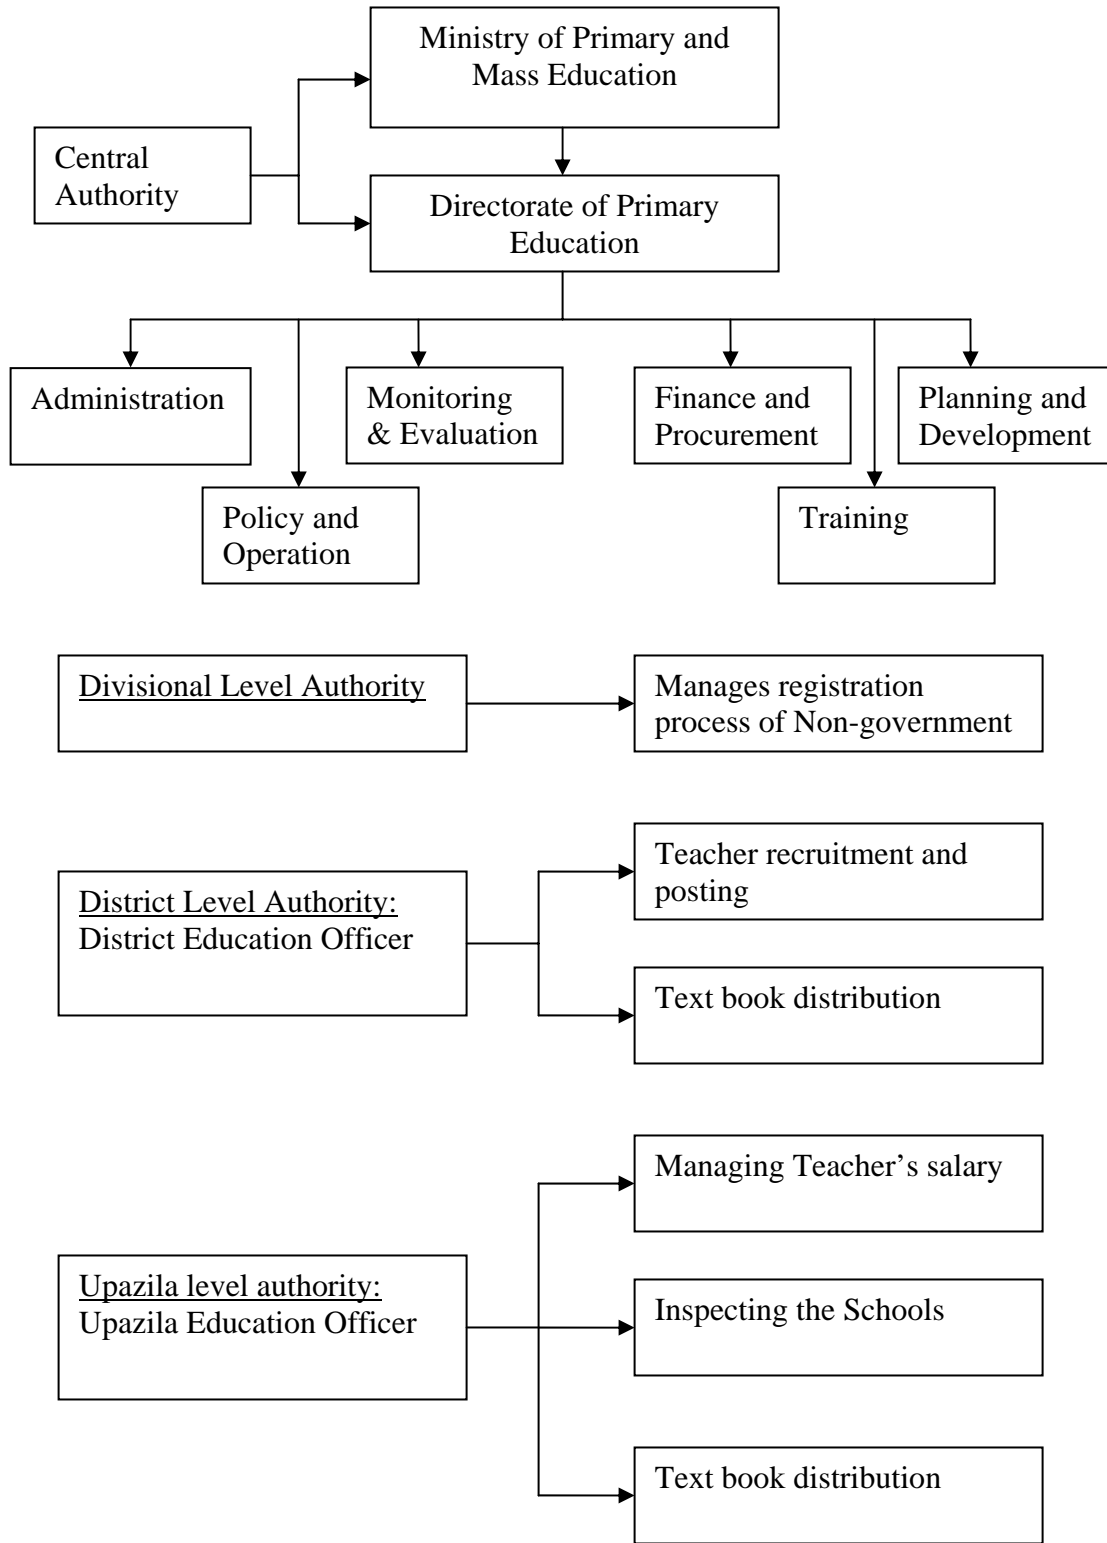 Ministry of Primary and
Mass Education
Central
Authority
Directorate of Primary
Education
Administration
Monitoring
& Evaluation
Finance and
Procurement
Planning and
Development
Policy and
Operation
Training
Divisional Level Authority
Manages registration
process of Non-government
Teacher recruitment and
posting
District Level Authority:
District Education Officer
Text book distribution
Managing Teacher’s salary
Upazila level authority:
Upazila Education Officer
Inspecting the Schools
Text book distribution